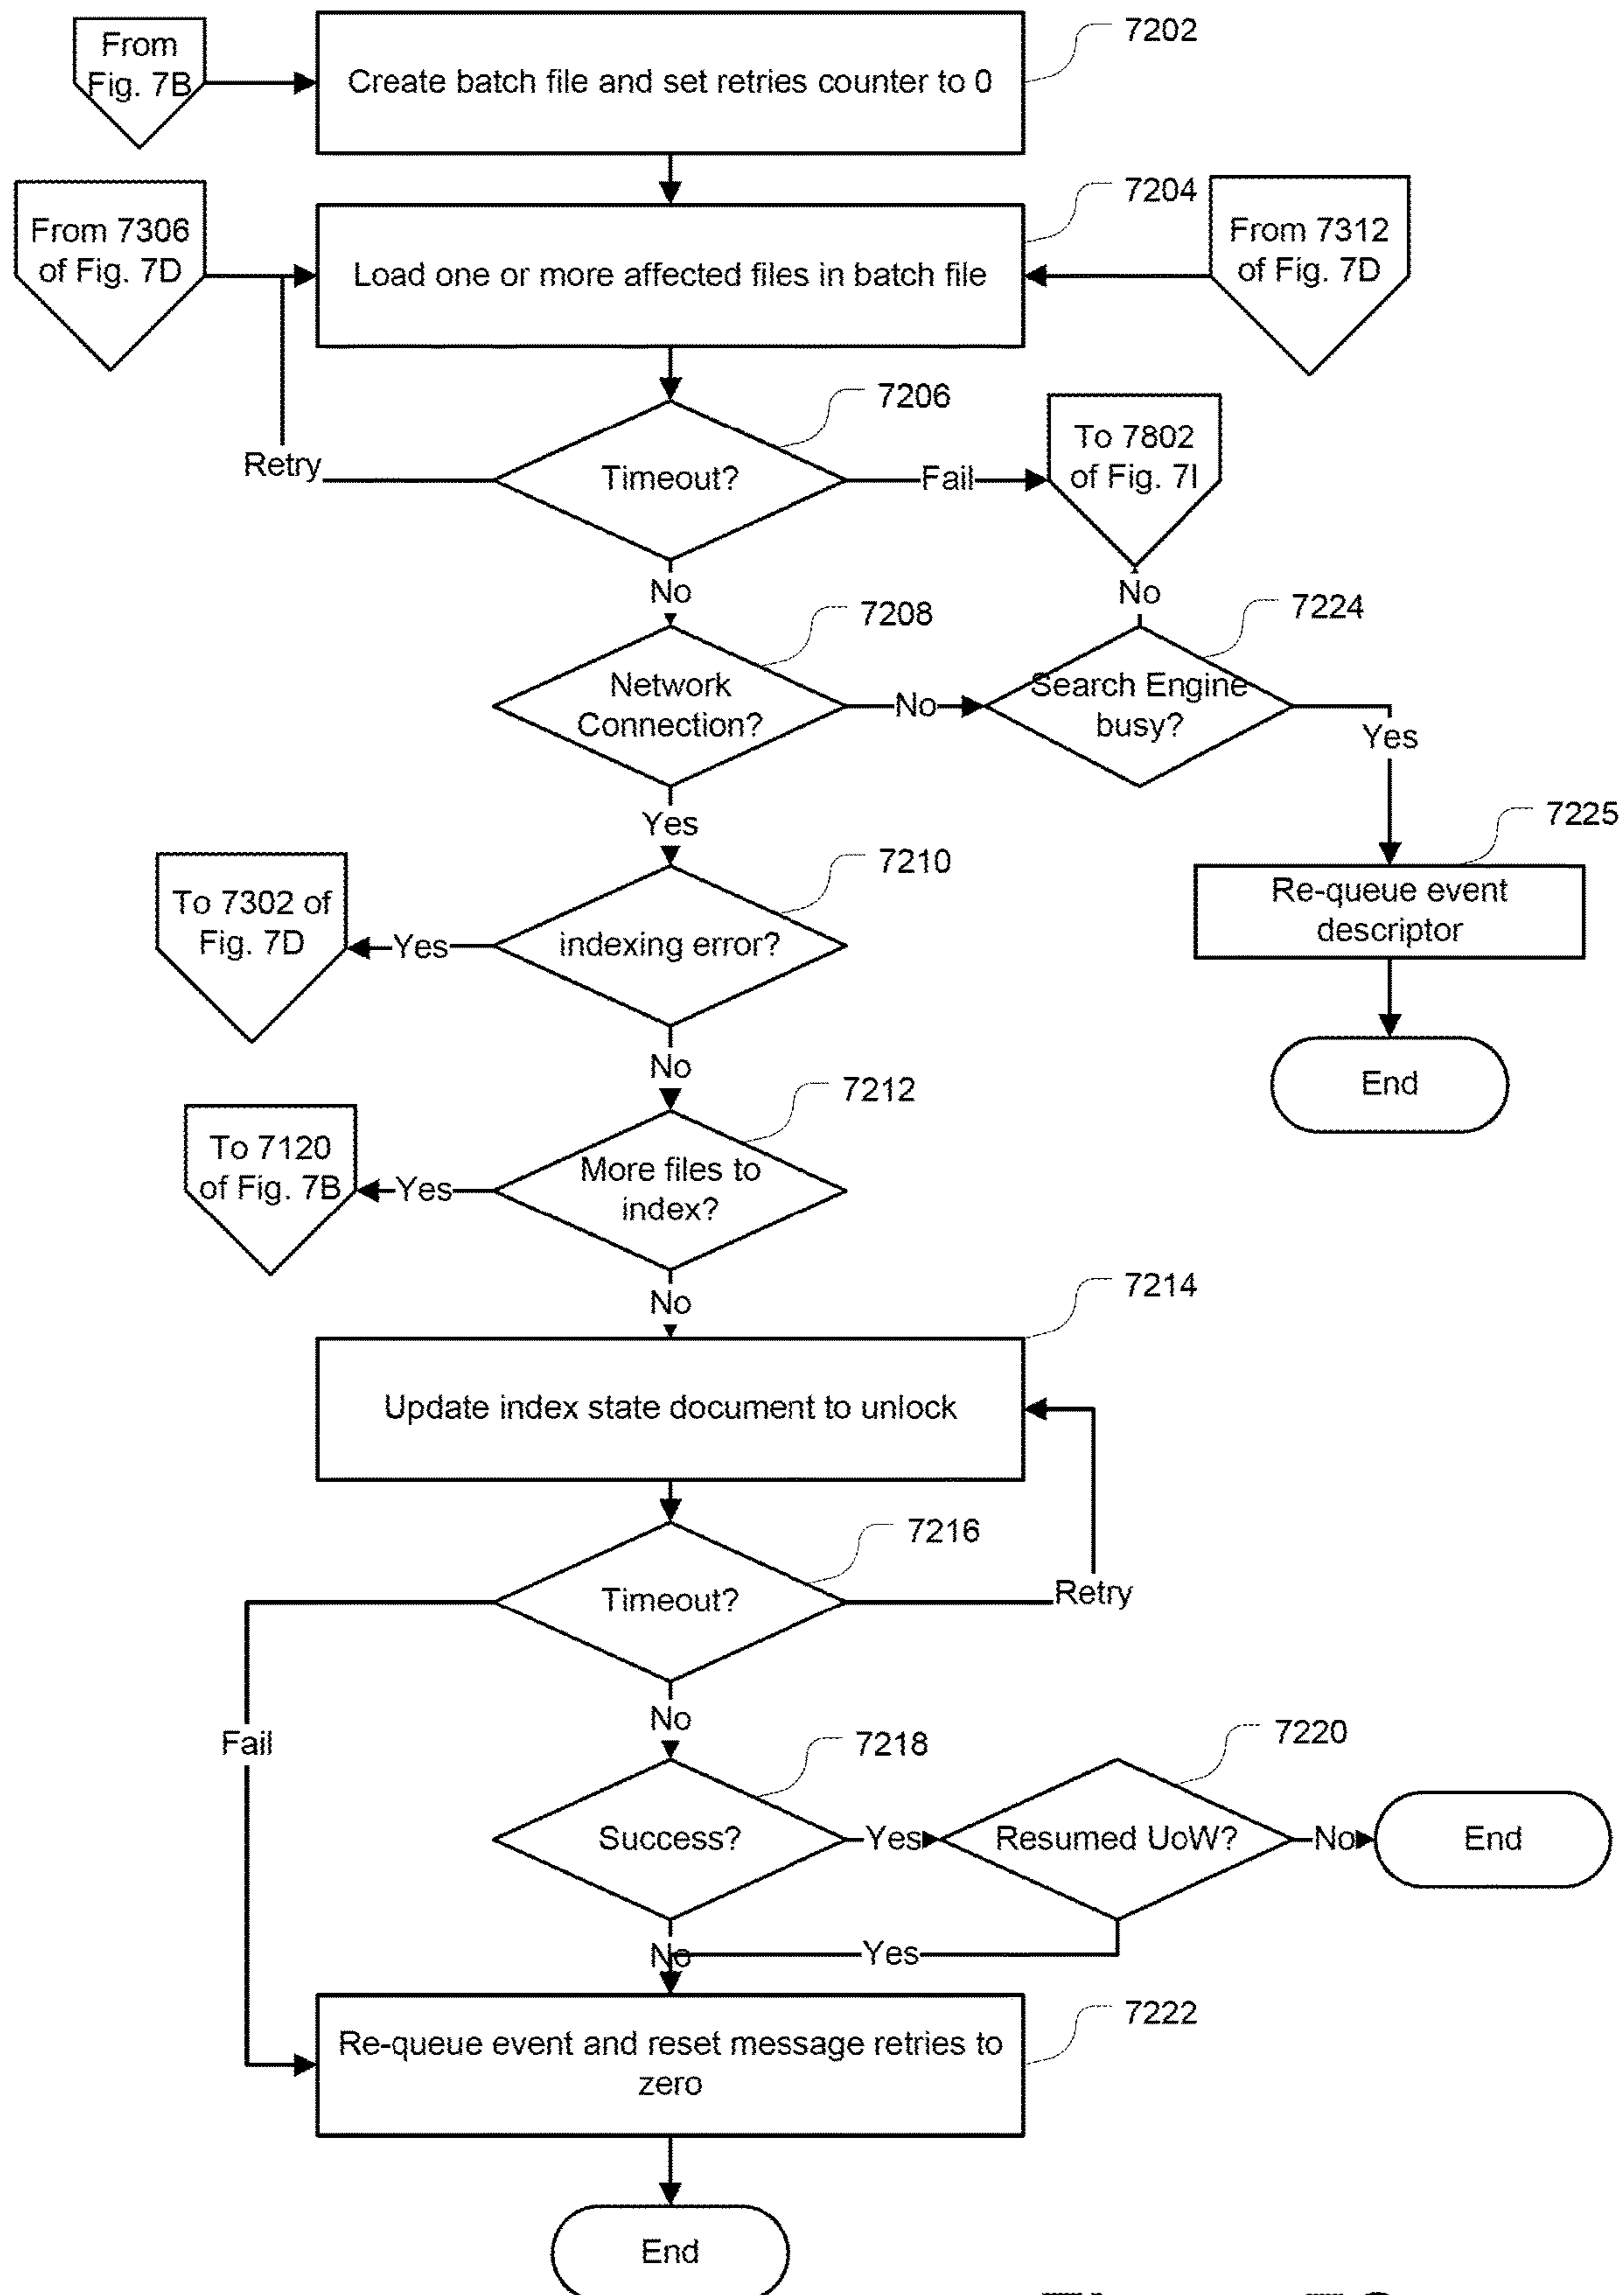 From
Fig. 7B
Create batch file and set retries counter to 0
7202
From 7306
of Fig. 7D
Load one or more affected files in batch file
7204
From 7312
of Fig. 7D
Retry
Timeout?
7206
Fail
To 7802
of Fig. 7I
No
No
Network
Connection?
7208
No
Search Engine
busy?
7224
Yes
Yes
Re-queue event
descriptor
7225
End
To 7302 of
Fig. 7D
Yes
indexing error?
7210
No
To 7120
of Fig. 7B
Yes
More files to
index?
7212
No
Update index state document to unlock
7214
Timeout?
7216
Retry
Fail
No
Success?
7218
Yes
Resumed UoW?
7220
No
End
No
Yes
Re-queue event and reset message retries to
zero
7222
End